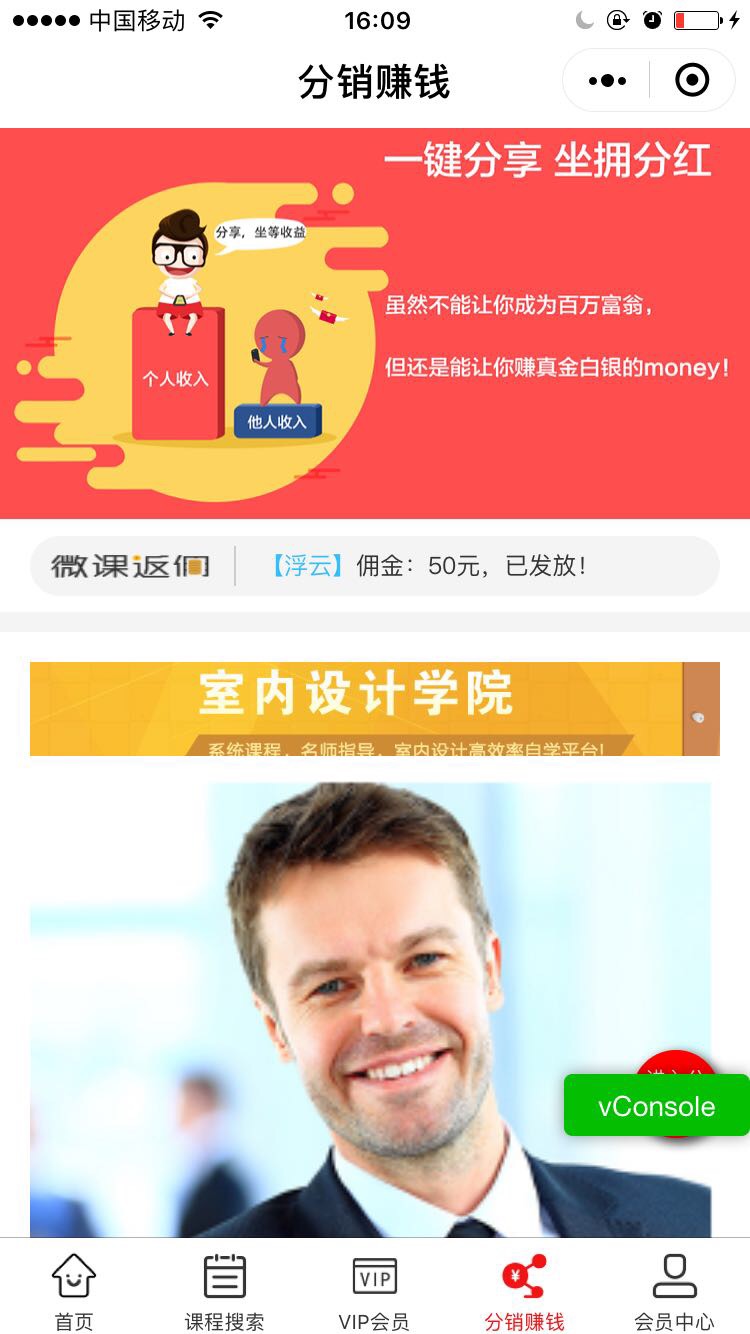 中国移动
16:09
分销赚钱
一键分享 坐拥分红
分享，坐等收益
虽然不能让你成为百万富翁，
但还是能让你赚真金白银的money！
个人收入
他人收入
微课返佣
【浮云】佣金：50元，已发放！
室内设计学院
系统课程，名师指导，室内设计高效率自学平台！
vConsole
VIP
¥
首页
课程搜索
VIP会员
分销赚钱
会员中心